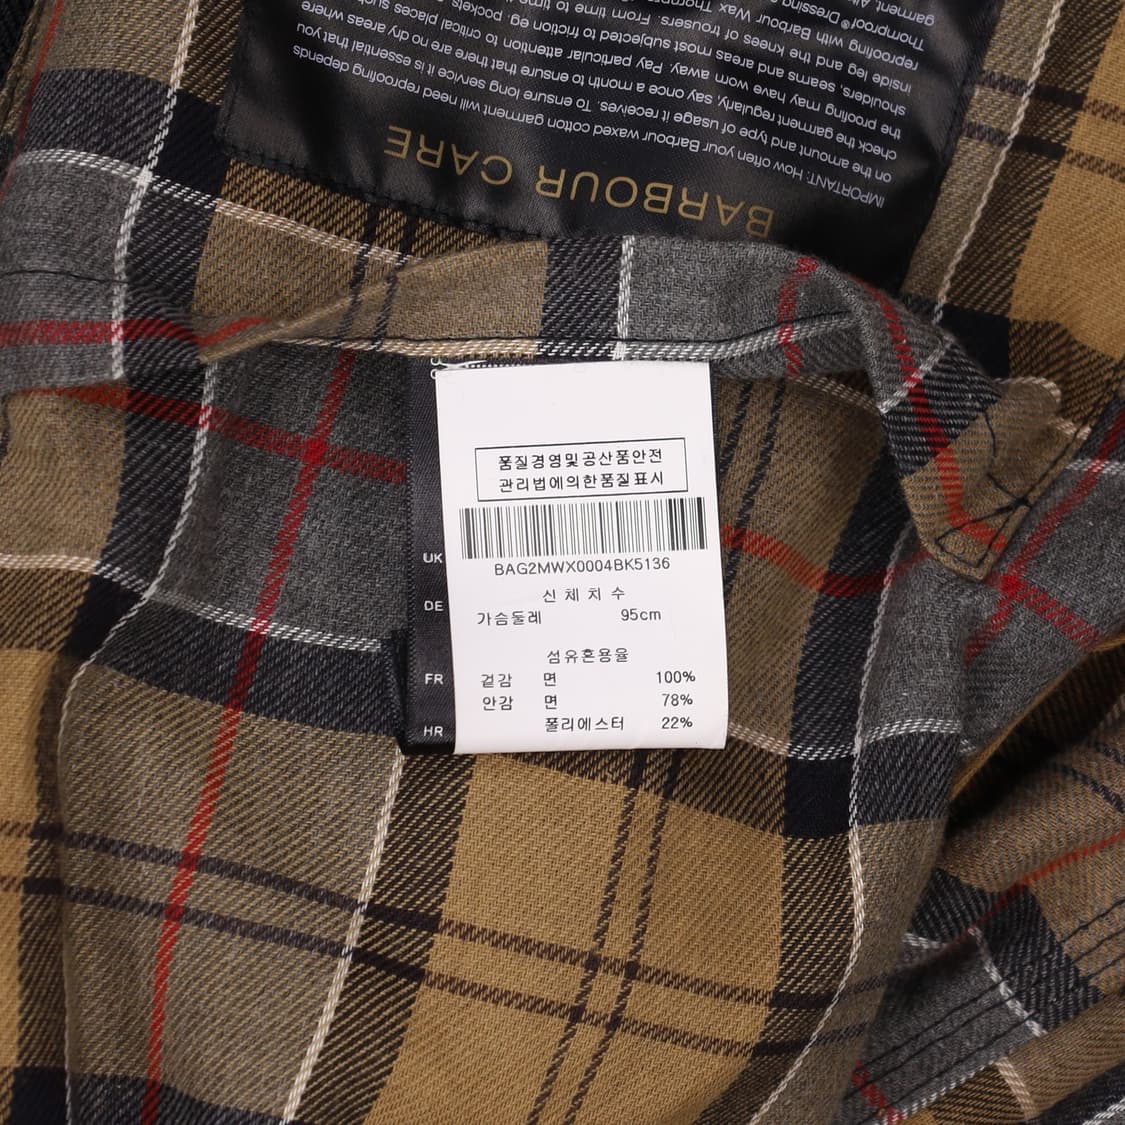 BARBOUR CARE
IMPORTANT: How often your Barbour waxed cotton garment will need reproofing depends
on the amount and type of usage it receives. To ensure long service it is essential that you
check the garment regularly, say once a month to ensure that there are no dry areas where
the proofing may have worn away. Pay particular attention to critical places such
shoulders, seams and areas most subjected to friction eg. pockets
inside leg and the knees of trousers. From time to time
reproofing with Barbour Thornproof Wax
Thornproof® Dressing
garment. Alt
품질경영및공산품안전
관리법에의한품질표시
BAG2MWX0004BK5136
신체치수
가슴둘레 95cm
섬유혼용율
겉감 면 100%
안감 면 78%
폴리에스터 22%
UK
DE
FR
HR